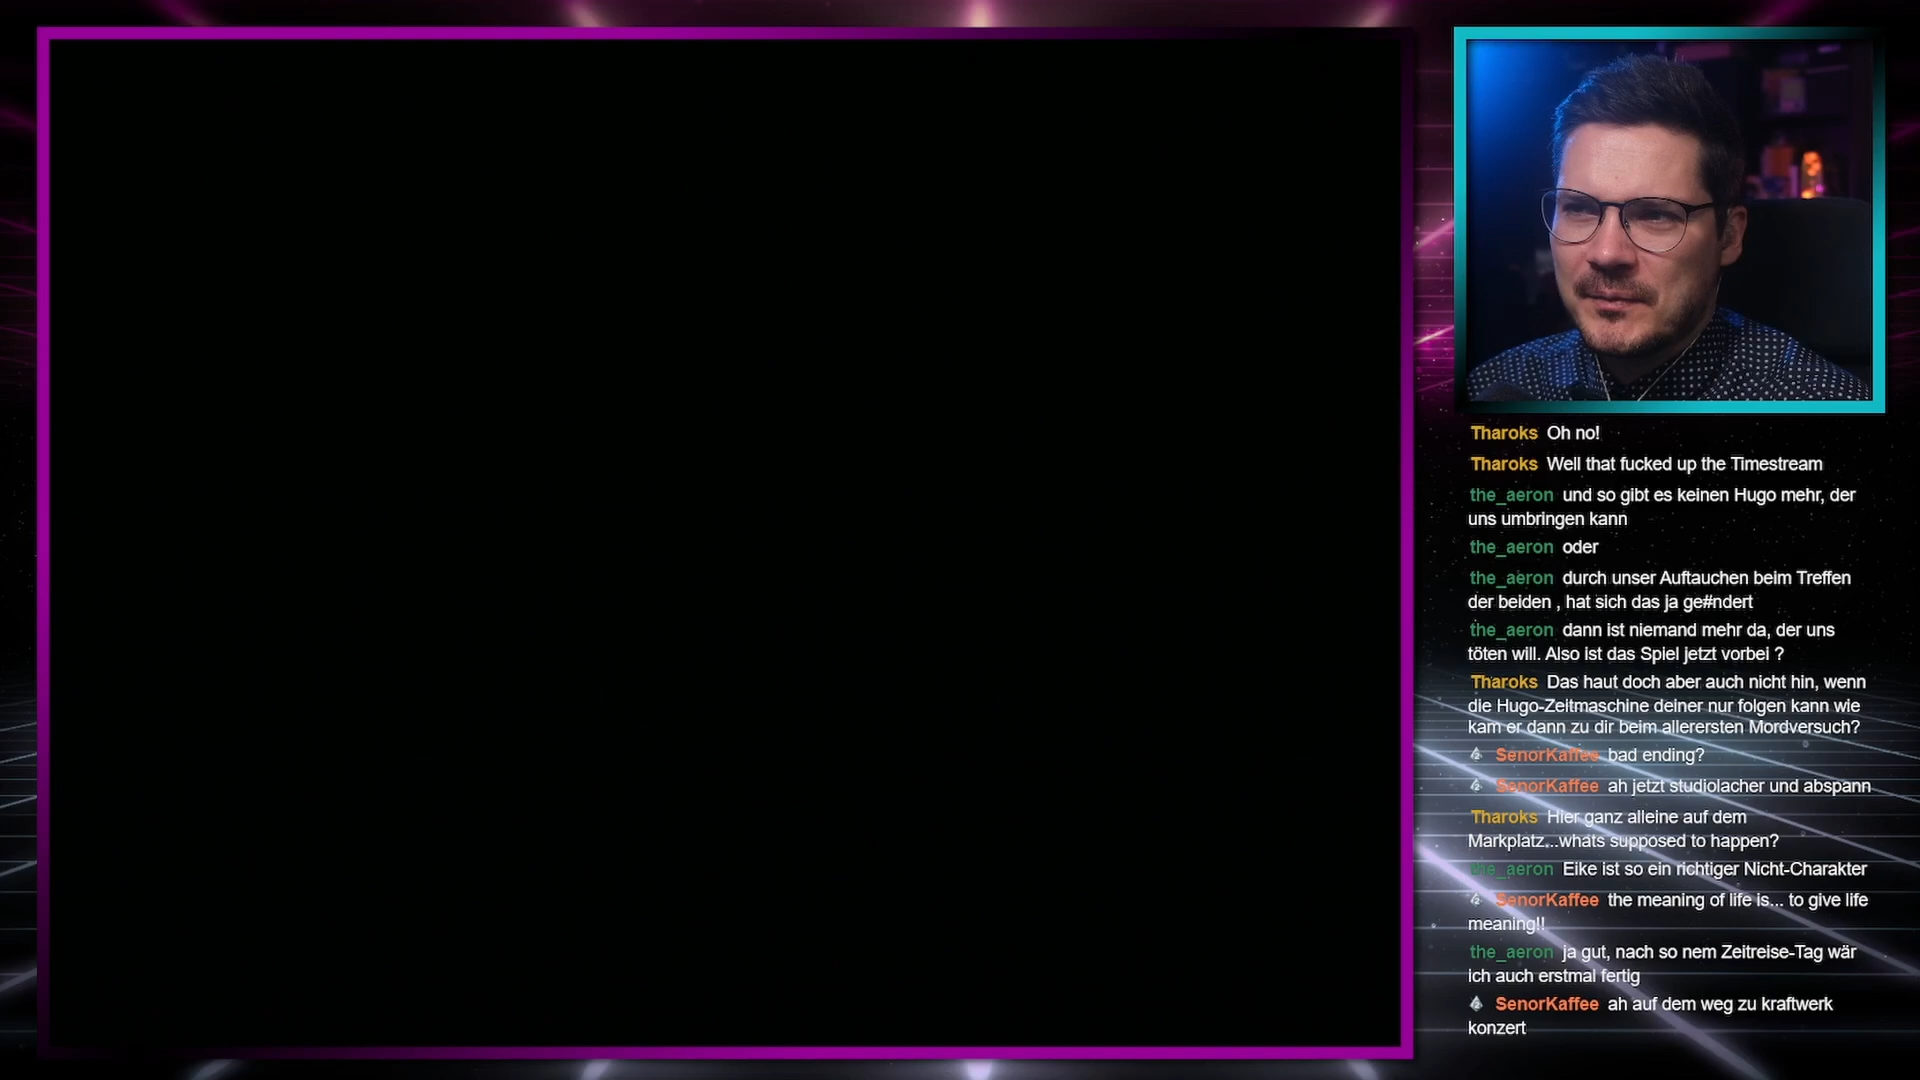 Tharoks Oh no!
Tharoks Well that fucked up the Timestream
the_aeron und so gibt es keinen Hugo mehr, der
uns umbringen kann
the_aeron oder
the_aeron durch unser Auftauchen beim Treffen
der beiden , hat sich das ja ge#ndert
the_aeron dann ist niemand mehr da, der uns
töten will. Also ist das Spiel jetzt vorbei ?
Tharoks Das haut doch aber auch nicht hin, wenn
die Hugo-Zeitmaschine deiner nur folgen kann wie
kam er dann zu dir beim allerersten Mordversuch?
SenorKaffee bad ending?
SenorKaffee ah jetzt studiolacher und abspann
Tharoks Hier ganz alleine auf dem
Markplatz...whats supposed to happen?
the_aeron Eike ist so ein richtiger Nicht-Charakter
SenorKaffee the meaning of life is... to give life
meaning!!
the_aeron ja gut, nach so nem Zeitreise-Tag wär
ich auch erstmal fertig
SenorKaffee ah auf dem weg zu kraftwerk
konzert